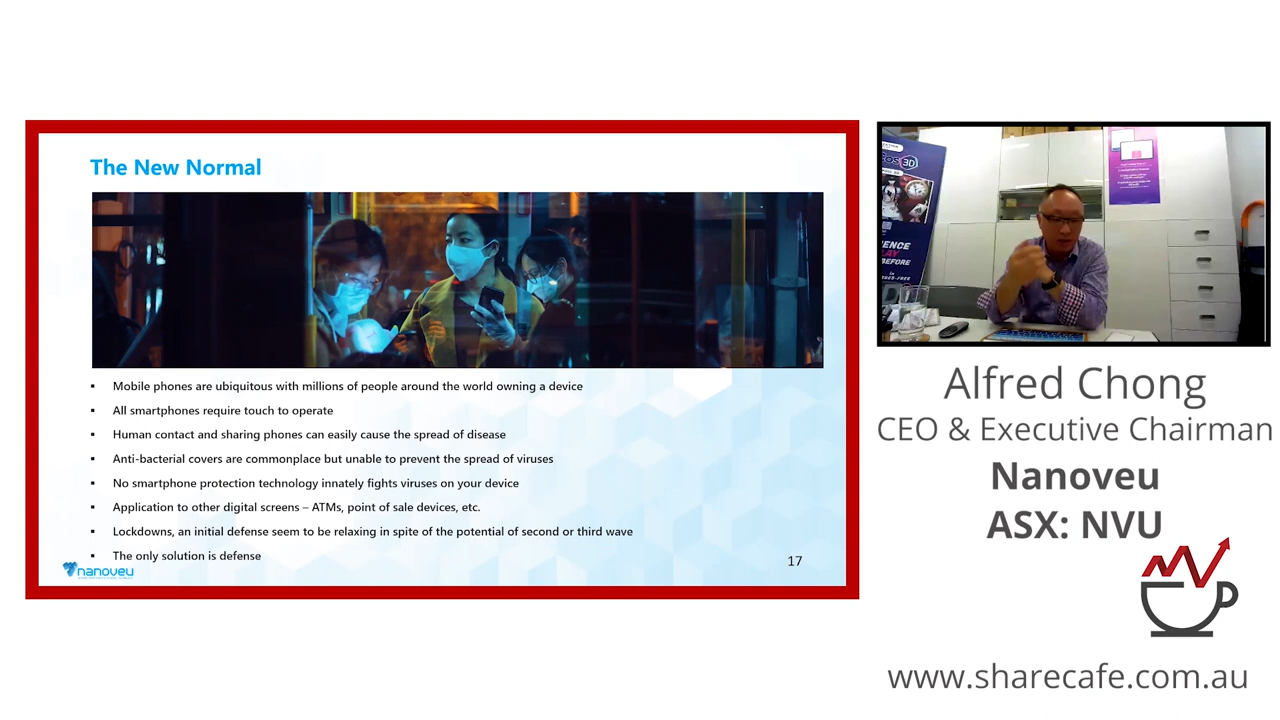 The New Normal
▪ Mobile phones are ubiquitous with millions of people around the world owning a device
▪ All smartphones require touch to operate
▪ Human contact and sharing phones can easily cause the spread of disease
▪ Anti-bacterial covers are commonplace but unable to prevent the spread of viruses
▪ No smartphone protection technology innately fights viruses on your device
▪ Application to other digital screens – ATMs, point of sale devices, etc.
▪ Lockdowns, an initial defense seem to be relaxing in spite of the potential of second or third wave
▪ The only solution is defense
nanoveu
17
3D
BEFORE
Alfred Chong
CEO & Executive Chairman
Nanoveu
ASX: NVU
www.sharecafe.com.au